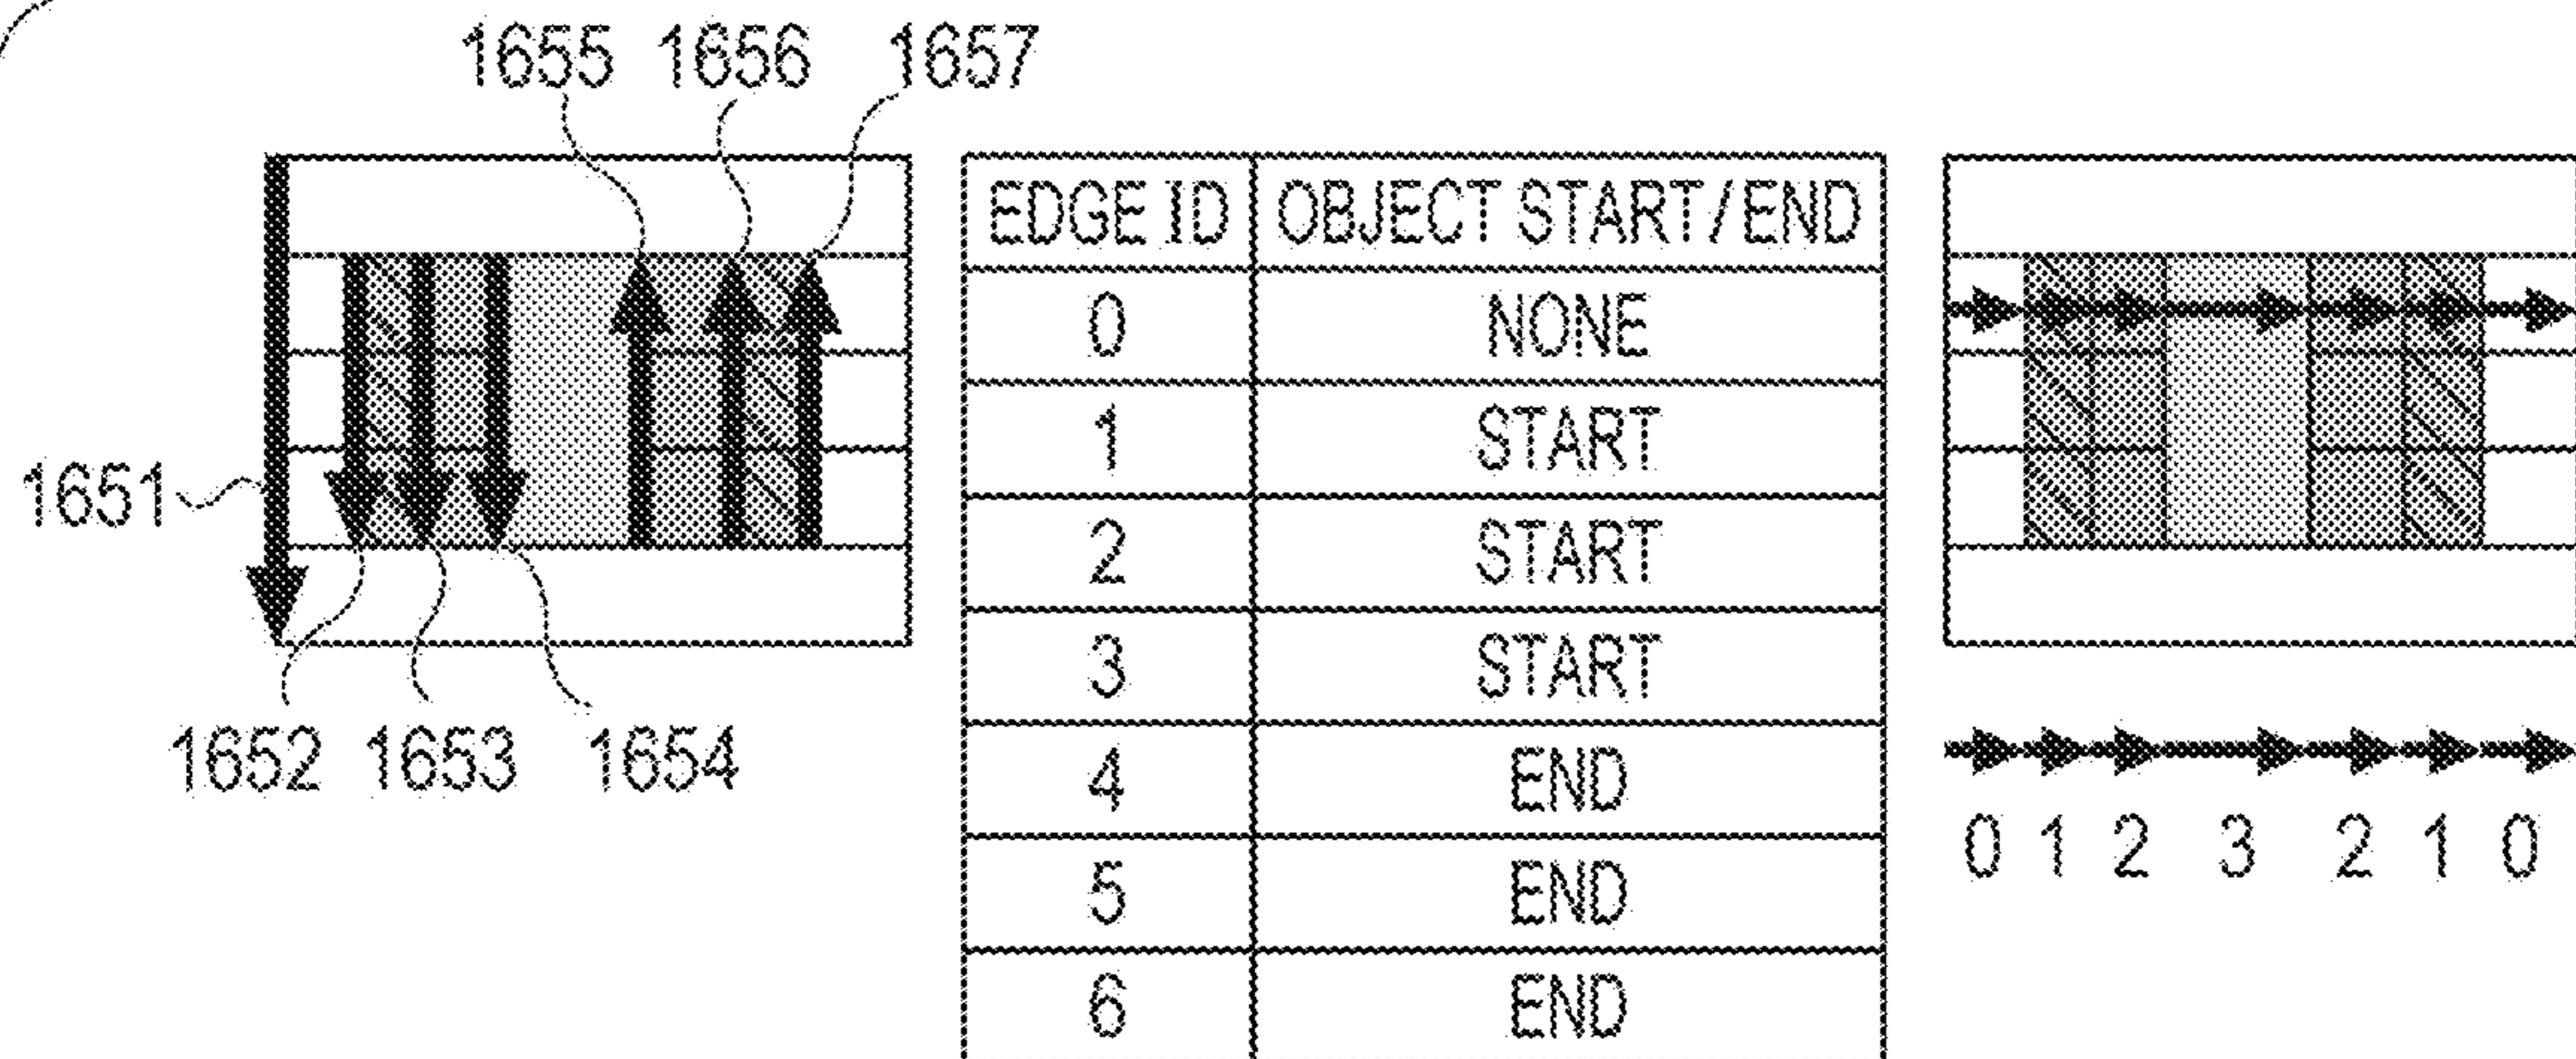 1655 1656 1657
1651
1652 1653 1654
EDGE ID OBJECT START/END
0 NONE
1 START
2 START
3 START
4 END
5 END
6 END
0 1 2 3 2 1 0